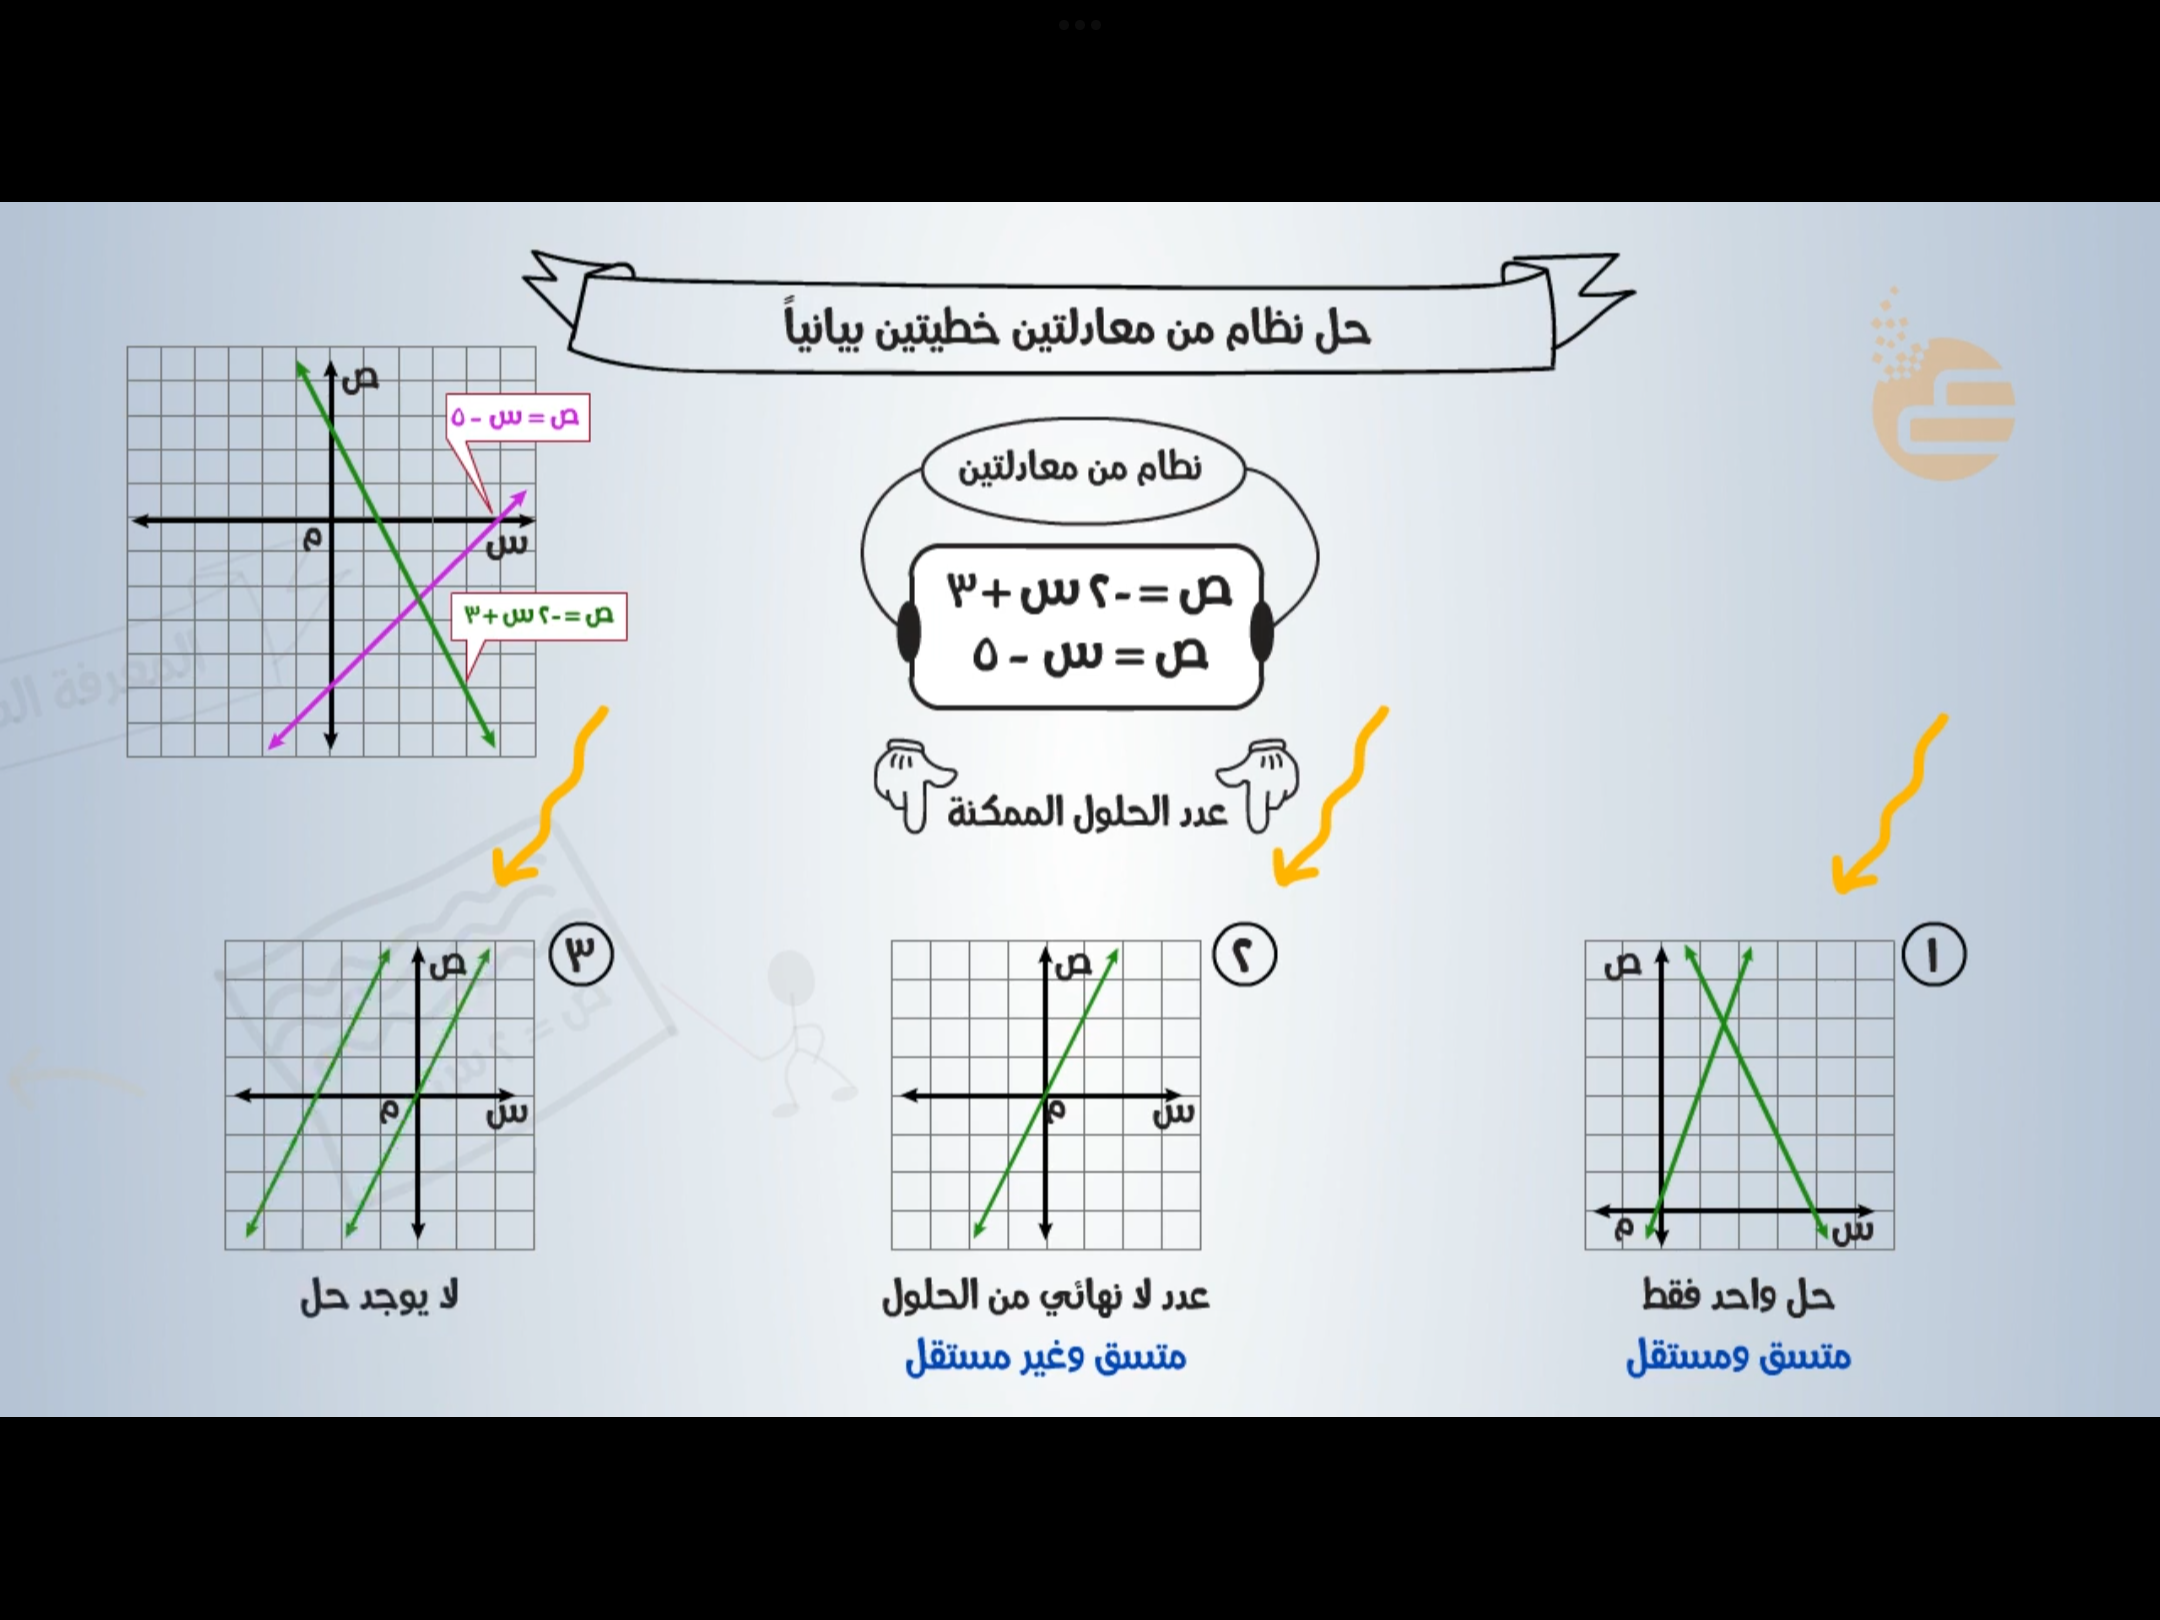 حل نظام من معادلتين خطيتين بيانياً
ص
ص = س - ٥
س
م
ص = -٢ س + ٣
نطام من معادلتين
ص = -٢ س + ٣
ص = س - ٥
عدد الحلول الممكنة
١
ص
س
م
حل واحد فقط
متسق ومستقل
٢
ص
س
م
عدد لا نهائي من الحلول
متسق وغير مستقل
٣
ص
س
م
لا يوجد حل